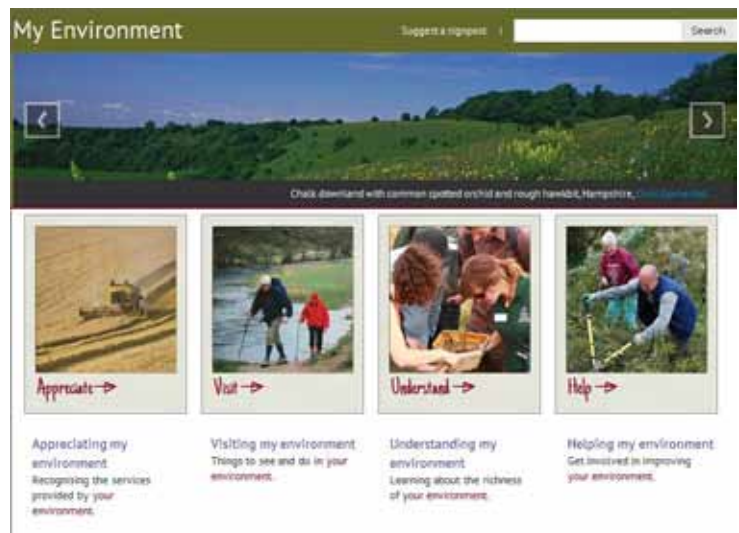 My Environment
Suggest a signpost
Search
Chalk downland with common spotted orchid and rough hawkbit, Hampshire,
Appreciate
Visit
Understand
Help
Appreciating my
environment
Recognising the services
provided by your
environment.
Visiting my environment
Things to see and do in your
environment.
Understanding my
environment
Learning about the richness
of your environment.
Helping my environment
Get involved in improving
your environment.